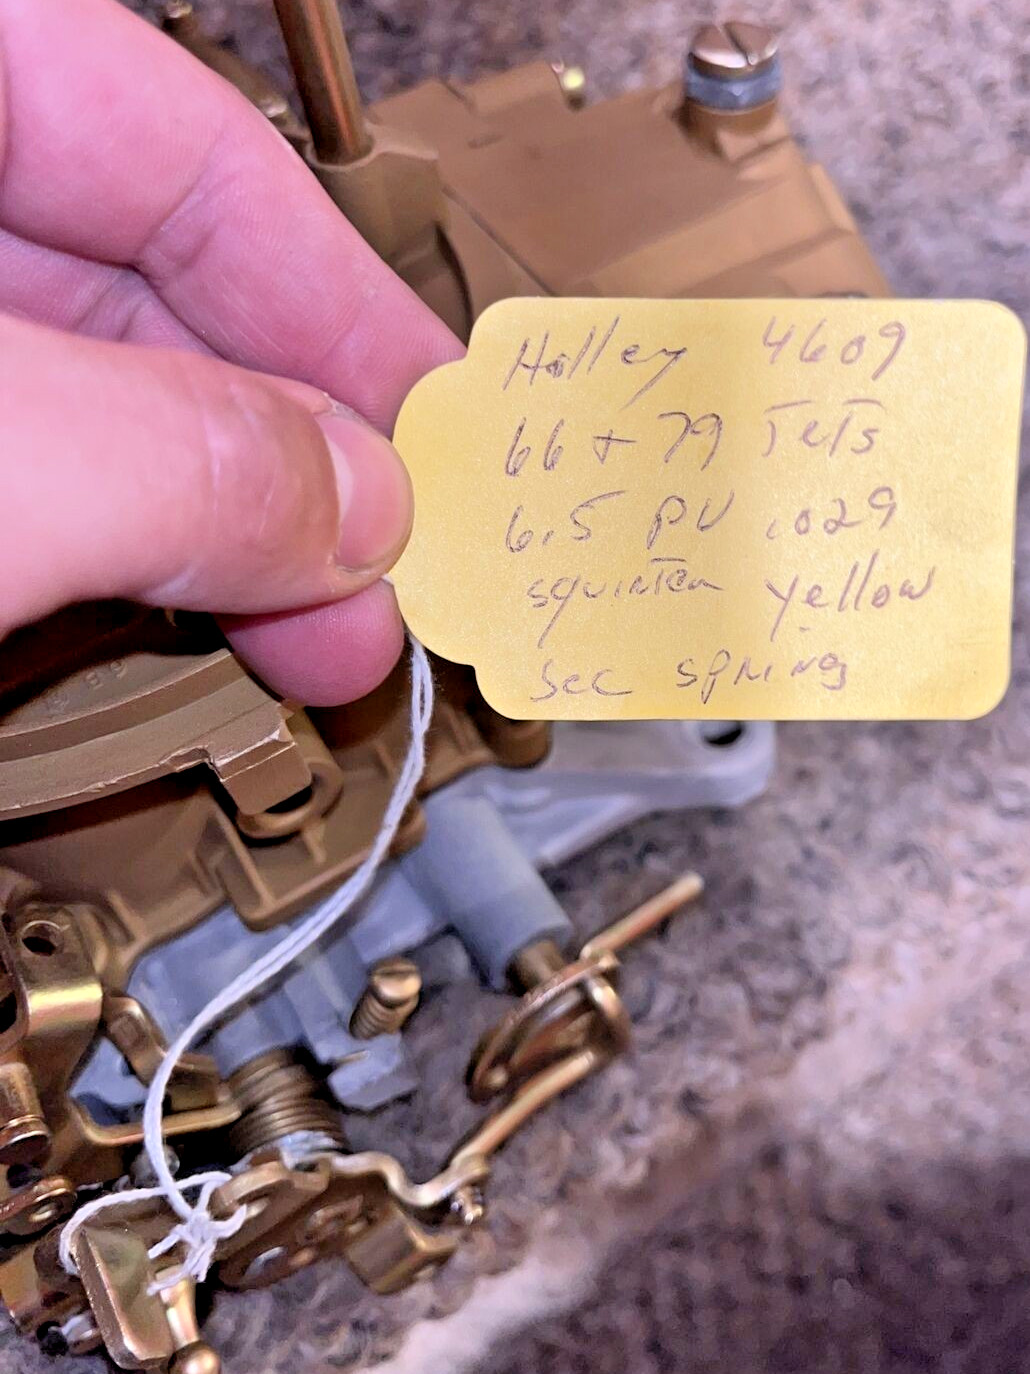 Holley 4609
66 + 79 Jets
6.5 PV .029
squirter yellow
Sec spring